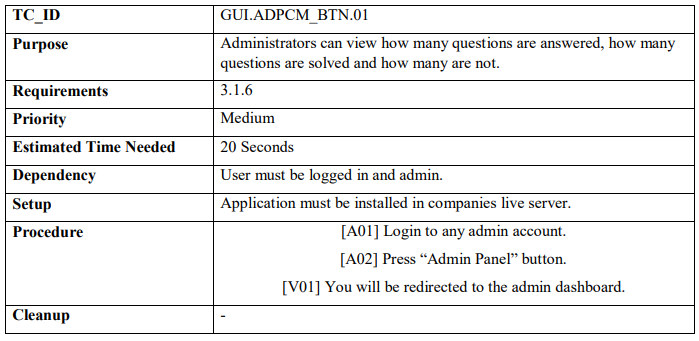 TC_ID GUI.ADPCM_BTN.01
Purpose Administrators can view how many questions are answered, how many
questions are solved and how many are not.
Requirements 3.1.6
Priority Medium
Estimated Time Needed 20 Seconds
Dependency User must be logged in and admin.
Setup Application must be installed in companies live server.
Procedure [A01] Login to any admin account.
[A02] Press “Admin Panel” button.
[V01] You will be redirected to the admin dashboard.
Cleanup -